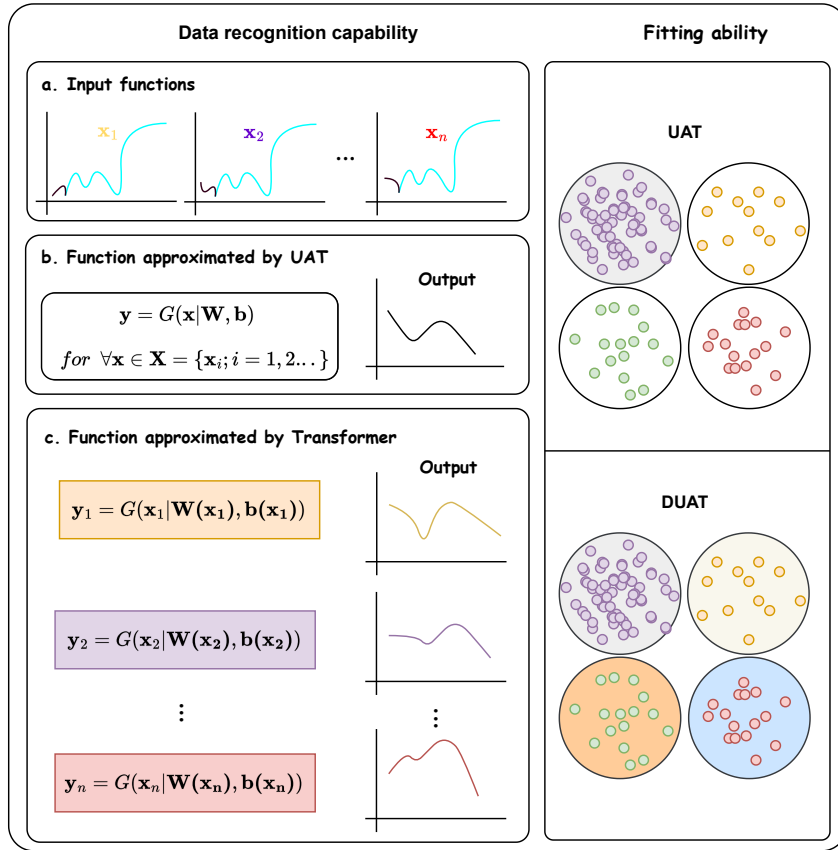 Data recognition capability
Fitting ability
a. Input functions
x₁
x₂
...
xₙ
b. Function approximated by UAT
y = G(x|W, b)
for ∀x ∈ X = {xᵢ; i = 1, 2...}
Output
c. Function approximated by Transformer
Output
y₁ = G(x₁|W(x₁), b(x₁))
y₂ = G(x₂|W(x₂), b(x₂))
⋮
⋮
yₙ = G(xₙ|W(xₙ), b(xₙ))
UAT
DUAT